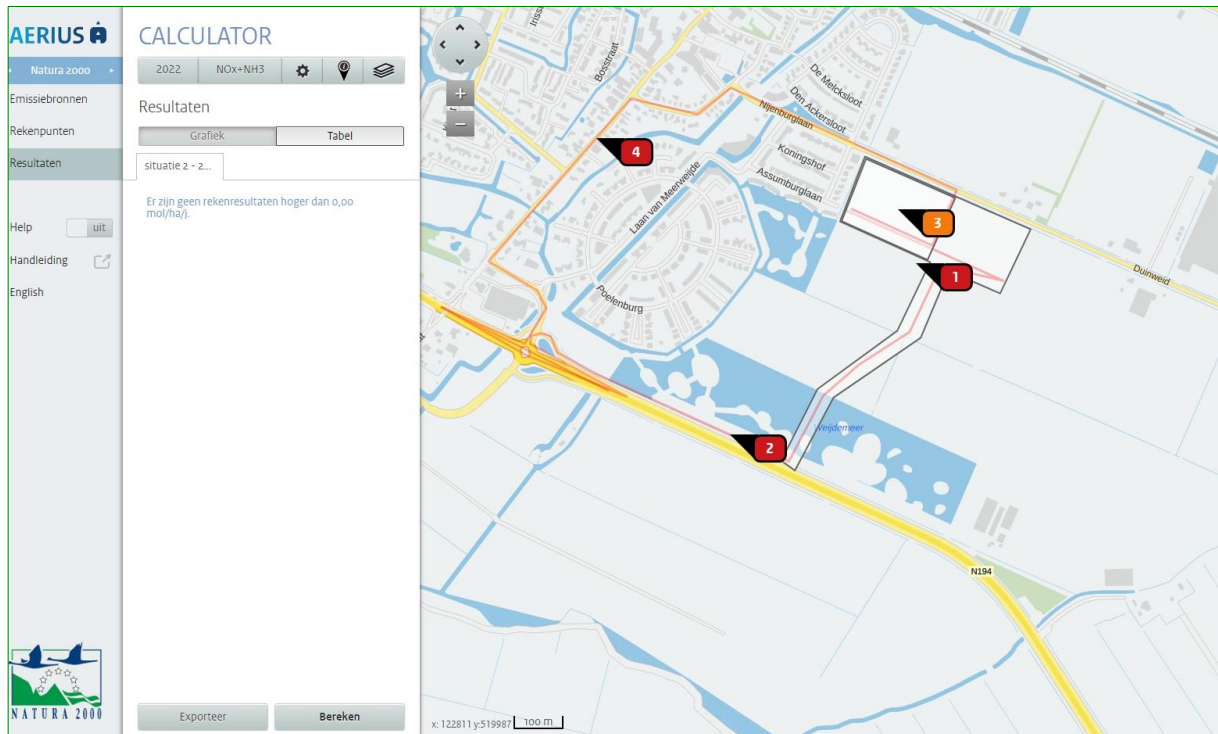 AERIUS
CALCULATOR
Natura 2000
2022
NOx+NH3
Emissiebronnen
Rekenpunten
Resultaten
Help
uit
Handleiding
English
Resultaten
Grafiek
Tabel
situatie 2 - 2...
Er zijn geen rekenresultaten hoger dan 0,00
mol/ha/j.
Exporteer
Bereken
NATURA 2000
Bosstraat
De Melcksloot
Den Ackersloot
Nijenburglaan
Koningshof
Assumburglaan
Laan van Meerweijde
Poelenburg
Duinweid
Weijdemeer
N194
4
3
1
2
x: 122811 y:519987
100 m